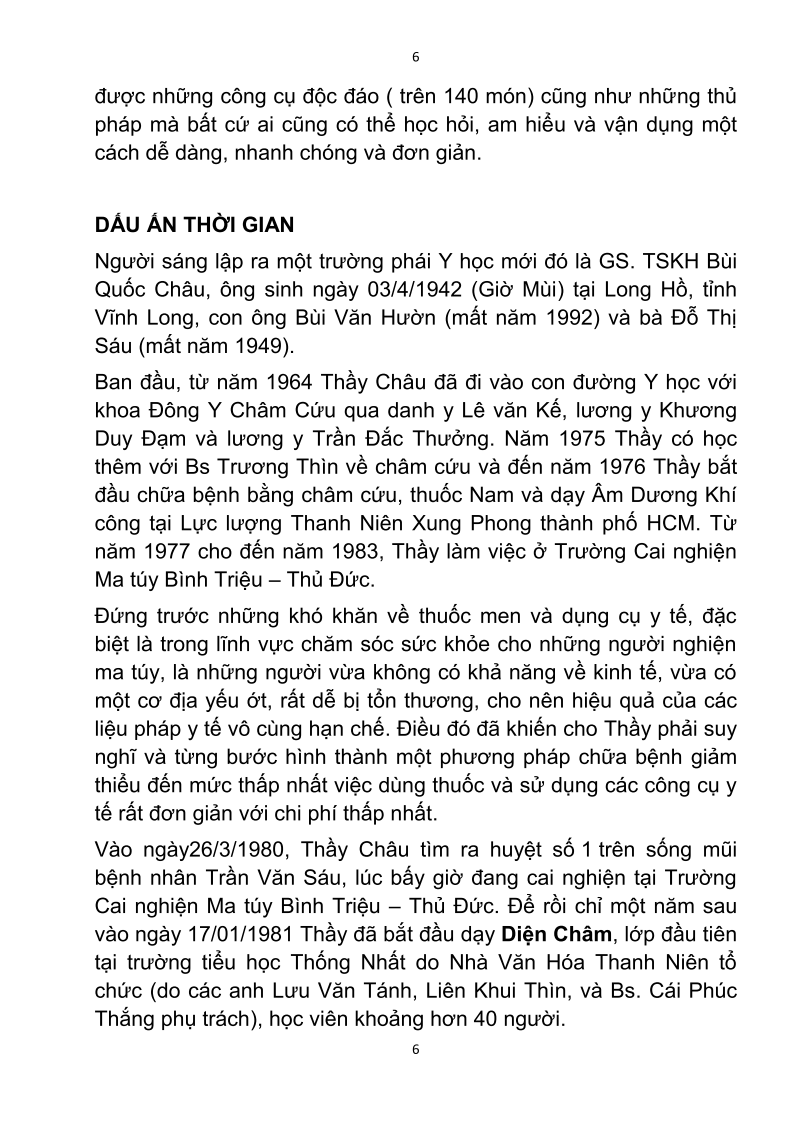 6
được những công cụ độc đáo ( trên 140 món) cũng như những thủ
pháp mà bất cứ ai cũng có thể học hỏi, am hiểu và vận dụng một
cách dễ dàng, nhanh chóng và đơn giản.
DẤU ẤN THỜI GIAN
Người sáng lập ra một trường phái Y học mới đó là GS. TSKH Bùi
Quốc Châu, ông sinh ngày 03/4/1942 (Giờ Mùi) tại Long Hồ, tỉnh
Vĩnh Long, con ông Bùi Văn Hườn (mất năm 1992) và bà Đỗ Thị
Sáu (mất năm 1949).
Ban đầu, từ năm 1964 Thầy Châu đã đi vào con đường Y học với
khoa Đông Y Châm Cứu qua danh y Lê văn Kế, lương y Khương
Duy Đạm và lương y Trần Đắc Thưởng. Năm 1975 Thầy có học
thêm với Bs Trương Thìn về châm cứu và đến năm 1976 Thầy bắt
đầu chữa bệnh bằng châm cứu, thuốc Nam và dạy Âm Dương Khí
công tại Lực lượng Thanh Niên Xung Phong thành phố HCM. Từ
năm 1977 cho đến năm 1983, Thầy làm việc ở Trường Cai nghiện
Ma túy Bình Triệu – Thủ Đức.
Đứng trước những khó khăn về thuốc men và dụng cụ y tế, đặc
biệt là trong lĩnh vực chăm sóc sức khỏe cho những người nghiện
ma túy, là những người vừa không có khả năng về kinh tế, vừa có
một cơ địa yếu ớt, rất dễ bị tổn thương, cho nên hiệu quả của các
liệu pháp y tế vô cùng hạn chế. Điều đó đã khiến cho Thầy phải suy
nghĩ và từng bước hình thành một phương pháp chữa bệnh giảm
thiểu đến mức thấp nhất việc dùng thuốc và sử dụng các công cụ y
tế rất đơn giản với chi phí thấp nhất.
Vào ngày26/3/1980, Thầy Châu tìm ra huyệt số 1 trên sống mũi
bệnh nhân Trần Văn Sáu, lúc bấy giờ đang cai nghiện tại Trường
Cai nghiện Ma túy Bình Triệu – Thủ Đức. Để rồi chỉ một năm sau
vào ngày 17/01/1981 Thầy đã bắt đầu dạy Diện Châm, lớp đầu tiên
tại trường tiểu học Thống Nhất do Nhà Văn Hóa Thanh Niên tổ
chức (do các anh Lưu Văn Tánh, Liên Khui Thìn, và Bs. Cái Phúc
Thắng phụ trách), học viên khoảng hơn 40 người.
6